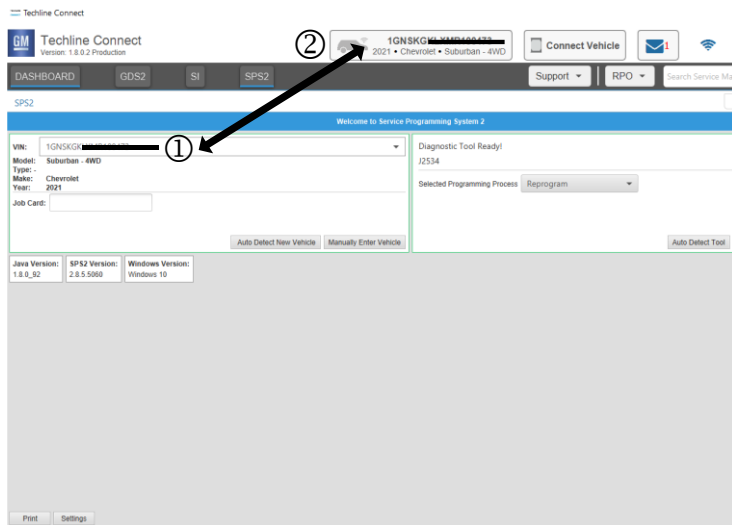 Techline Connect
GM
Techline Connect
Version: 1.8.0.2 Production
②
2021 • Chevrolet • Suburban - 4WD
Connect Vehicle
1
DASHBOARD GDS2 SI SPS2
Support RPO
Search Service Ma
SPS2
Welcome to Service Programming System 2
VIN: 1GNSKGK
①
Model: Suburban - 4WD
Type: -
Make: Chevrolet
Year: 2021
Job Card:
Auto Detect New Vehicle Manually Enter Vehicle
Diagnostic Tool Ready!
J2534
Selected Programming Process Reprogram
Auto Detect Tool
Java Version: SPS2 Version: Windows Version:
1.8.0_92 2.8.5.5060 Windows 10
Print Settings